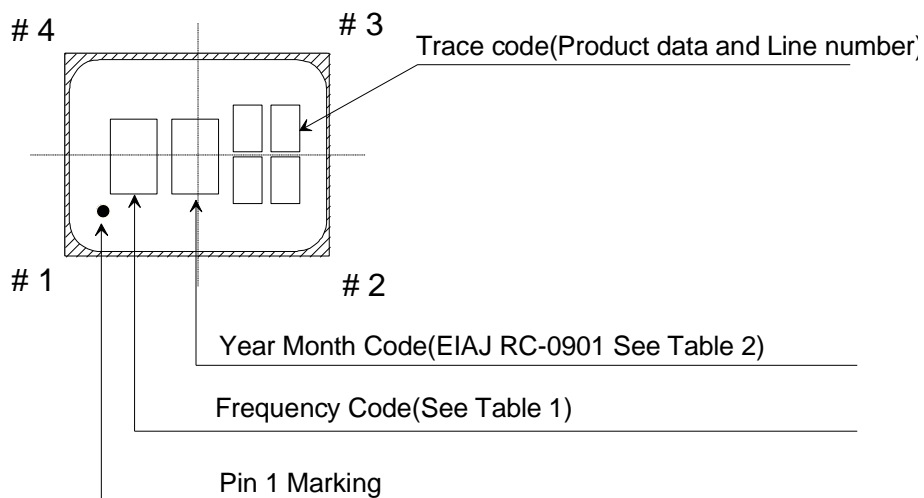 # 4
# 3
Trace code(Product data and Line number)
# 1
# 2
Year Month Code(EIAJ RC-0901 See Table 2)
Frequency Code(See Table 1)
Pin 1 Marking